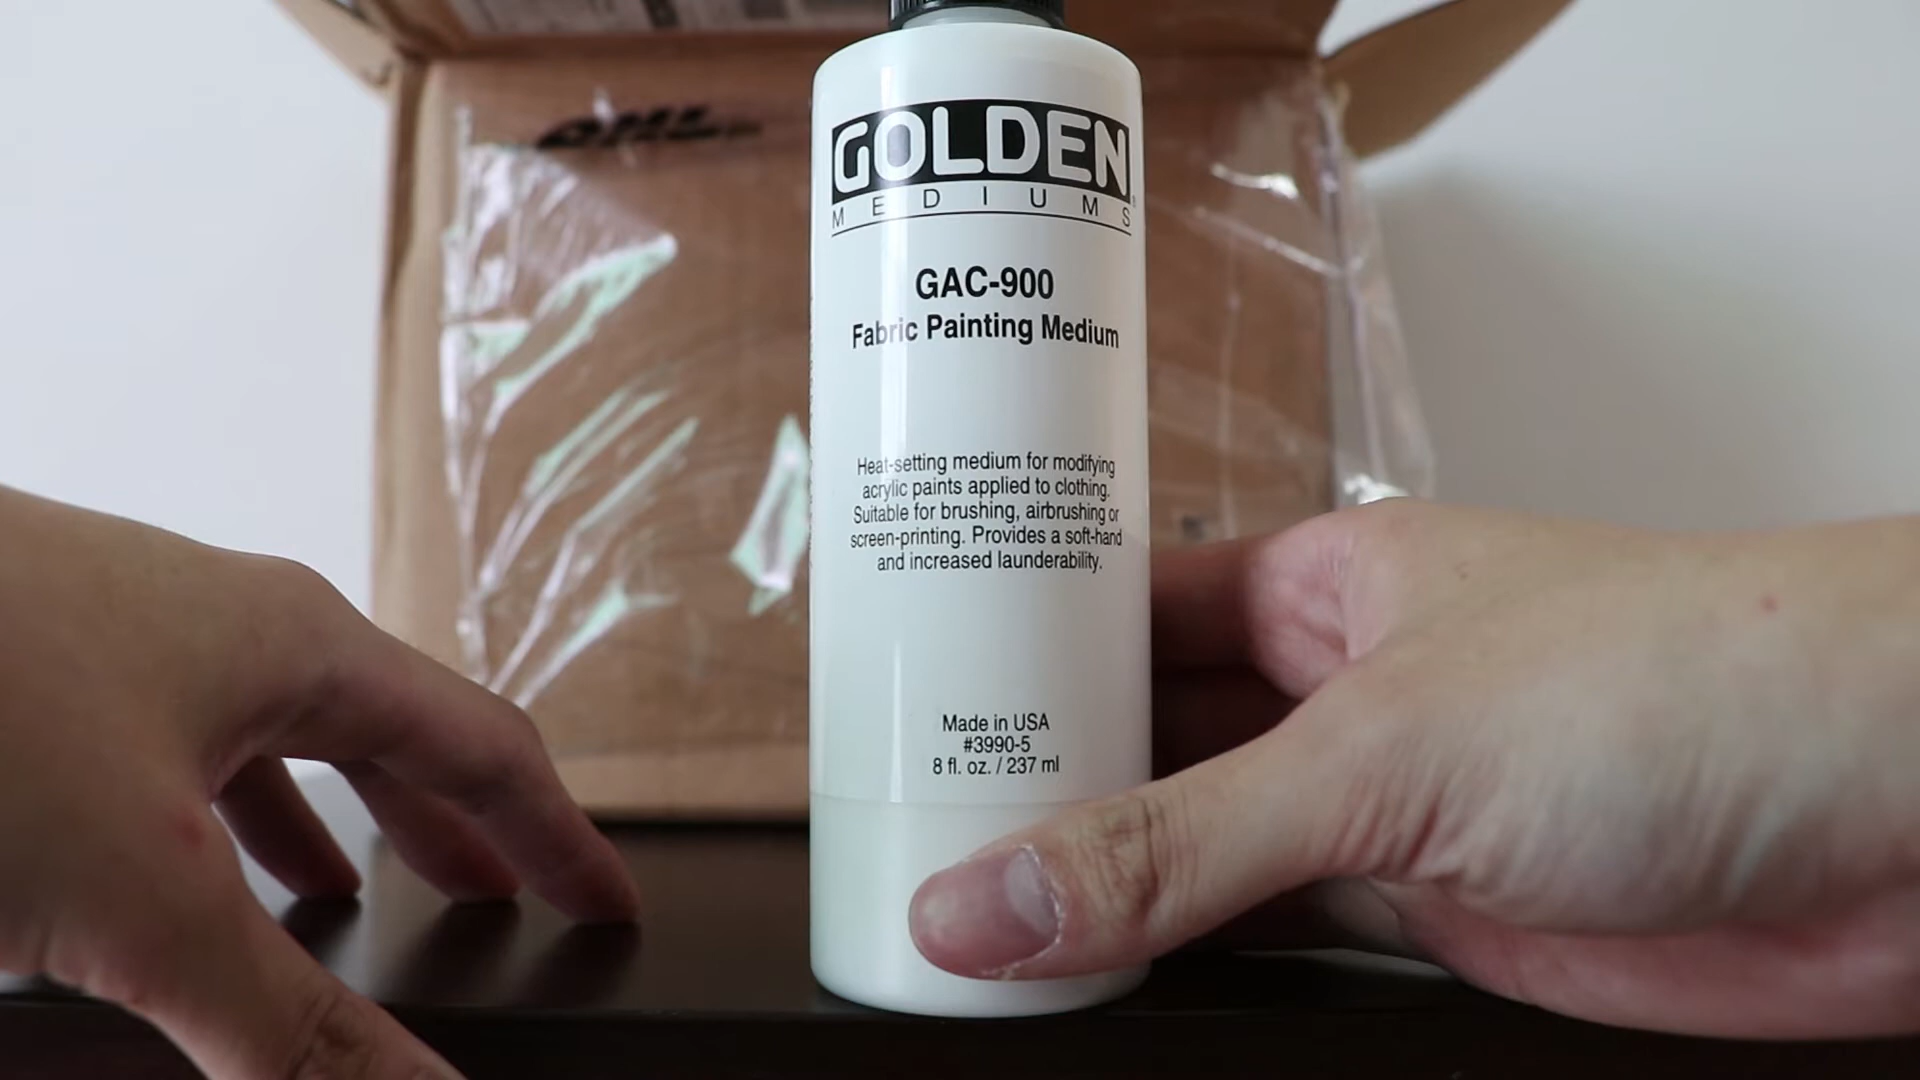 GOLDEN
MEDIUMS
GAC-900
Fabric Painting Medium
Heat-setting medium for modifying
acrylic paints applied to clothing.
Suitable for brushing, airbrushing or
screen-printing. Provides a soft-hand
and increased launderability.
Made in USA
#3990-5
8 fl. oz. / 237 ml